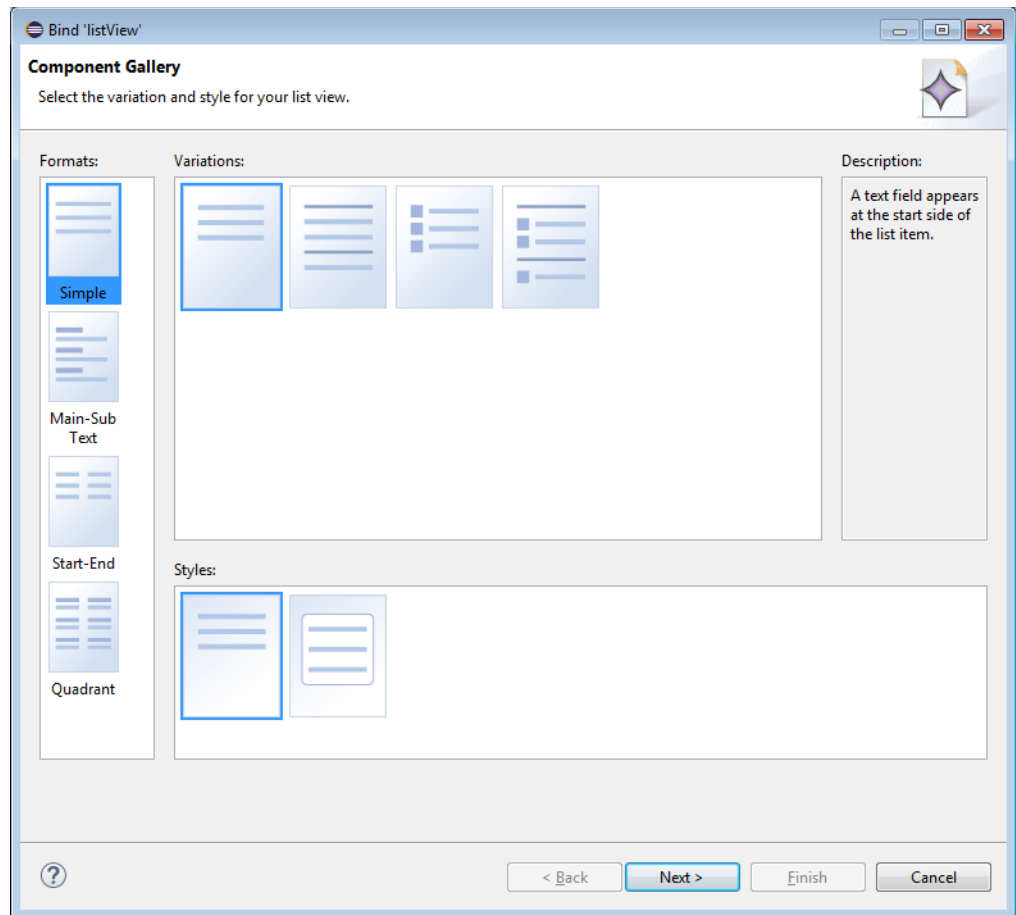 Bind 'listView'
Component Gallery
Select the variation and style for your list view.
Formats:
Variations:
Description:
Simple
Main-Sub
Text
Start-End
Quadrant
A text field appears
at the start side of
the list item.
Styles:
?
< Back
Next >
Finish
Cancel